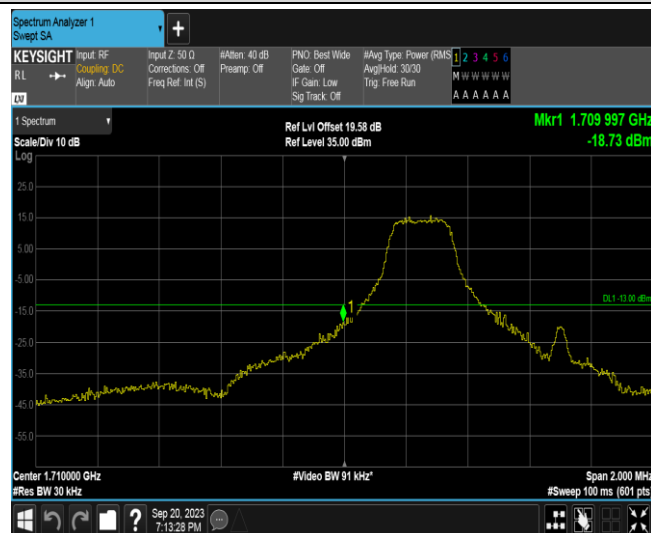 Spectrum Analyzer 1
Swept SA
+
KEYSIGHT
RL
LXI
Input: RF
Coupling: DC
Align: Auto
Input Z: 50 Ω
Corrections: Off
Freq Ref: Int (S)
#Atten: 40 dB
Preamp: Off
PNO: Best Wide
Gate: Off
IF Gain: Low
Sig Track: Off
#Avg Type: Power (RMS
Avg|Hold: 30/30
Trig: Free Run
1 2 3 4 5 6
M W W W W W
A A A A A A
1 Spectrum
Scale/Div 10 dB
Log
Ref Lvl Offset 19.58 dB
Ref Level 35.00 dBm
Mkr1 1.709 997 GHz
-18.73 dBm
25.0
15.0
5.00
-5.00
DL1 -13.00 dBm
1
-15.0
-25.0
-35.0
-45.0
-55.0
Center 1.710000 GHz
#Res BW 30 kHz
#Video BW 91 kHz*
Span 2.000 MHz
#Sweep 100 ms (601 pts)
?
Sep 20, 2023
7:13:28 PM